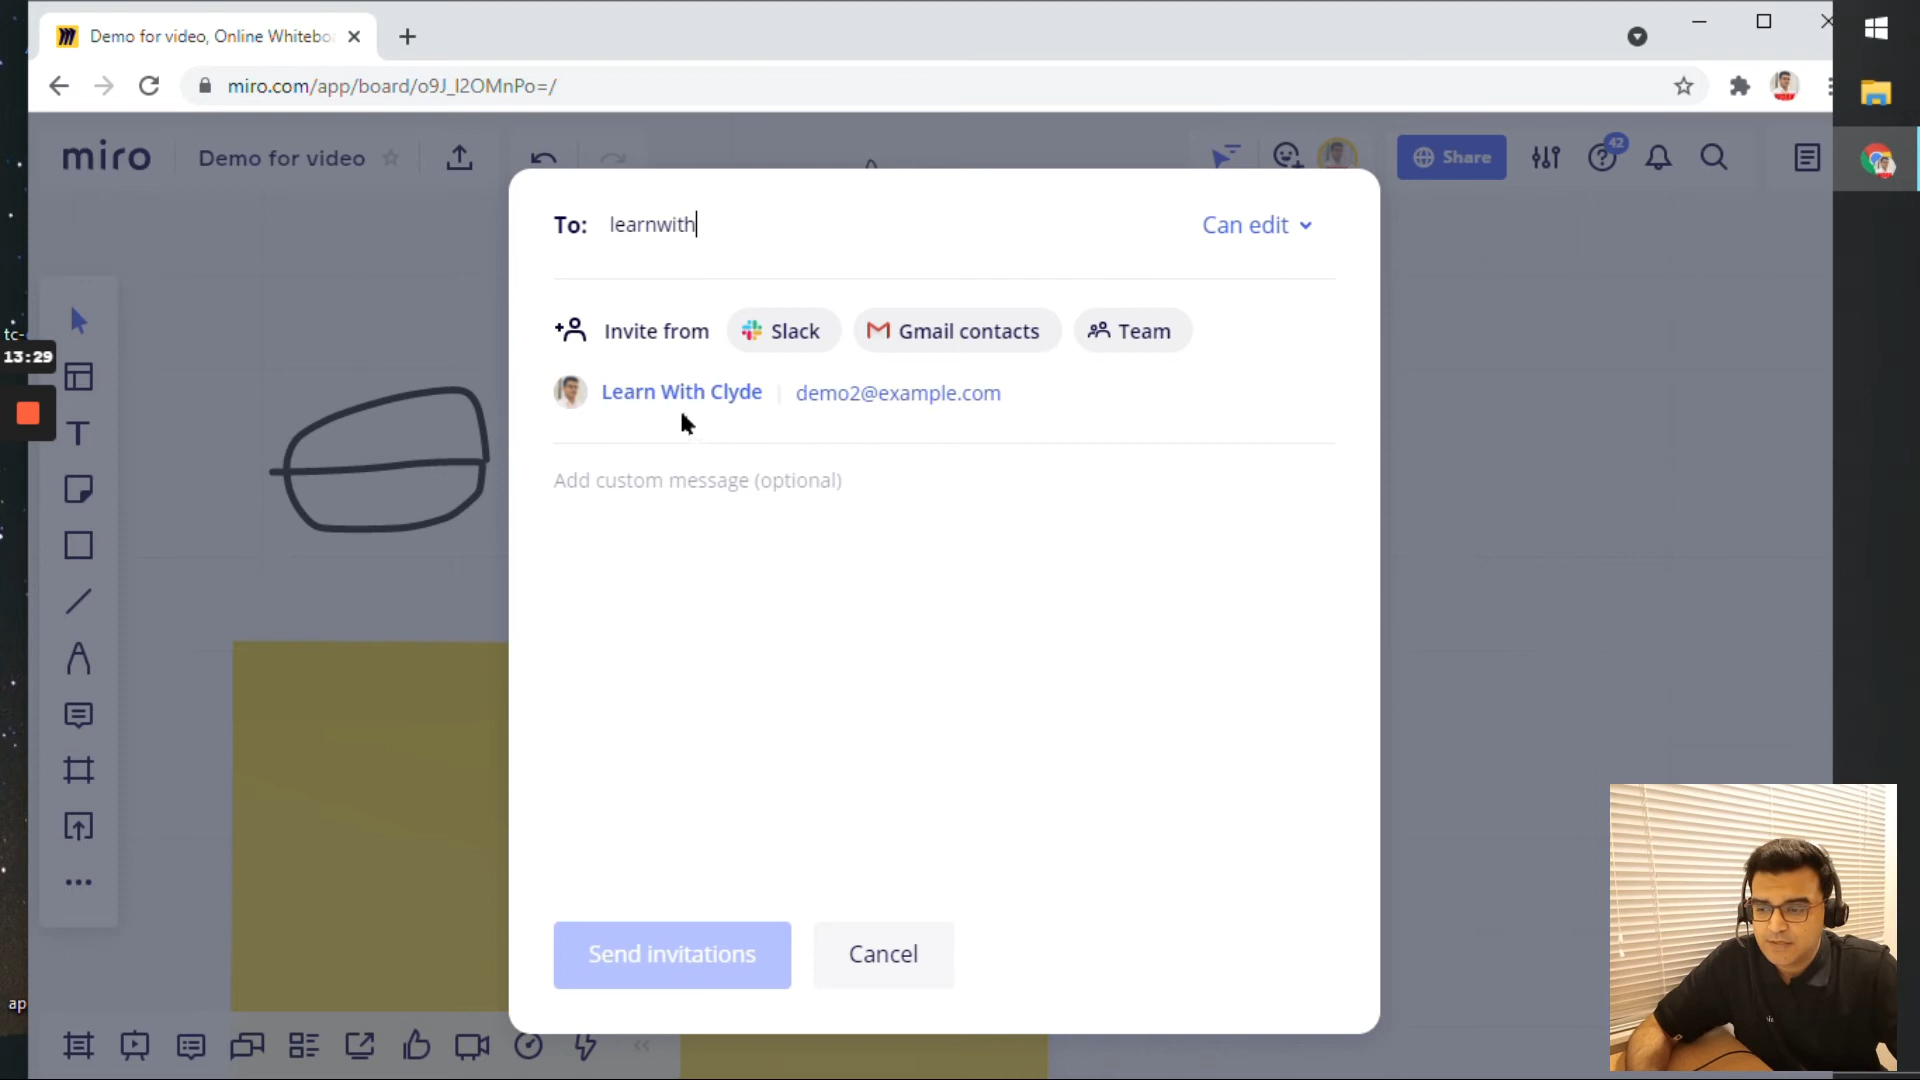 Demo for video, Online Whitebo
miro.com/app/board/o9J_l2OMnPo=/
miro
Demo for video
Share
42
To: learnwith
Can edit
Invite from
Slack
Gmail contacts
Team
Learn With Clyde
demo2@example.com
Add custom message (optional)
Send invitations
Cancel
tc-
13:29
ap